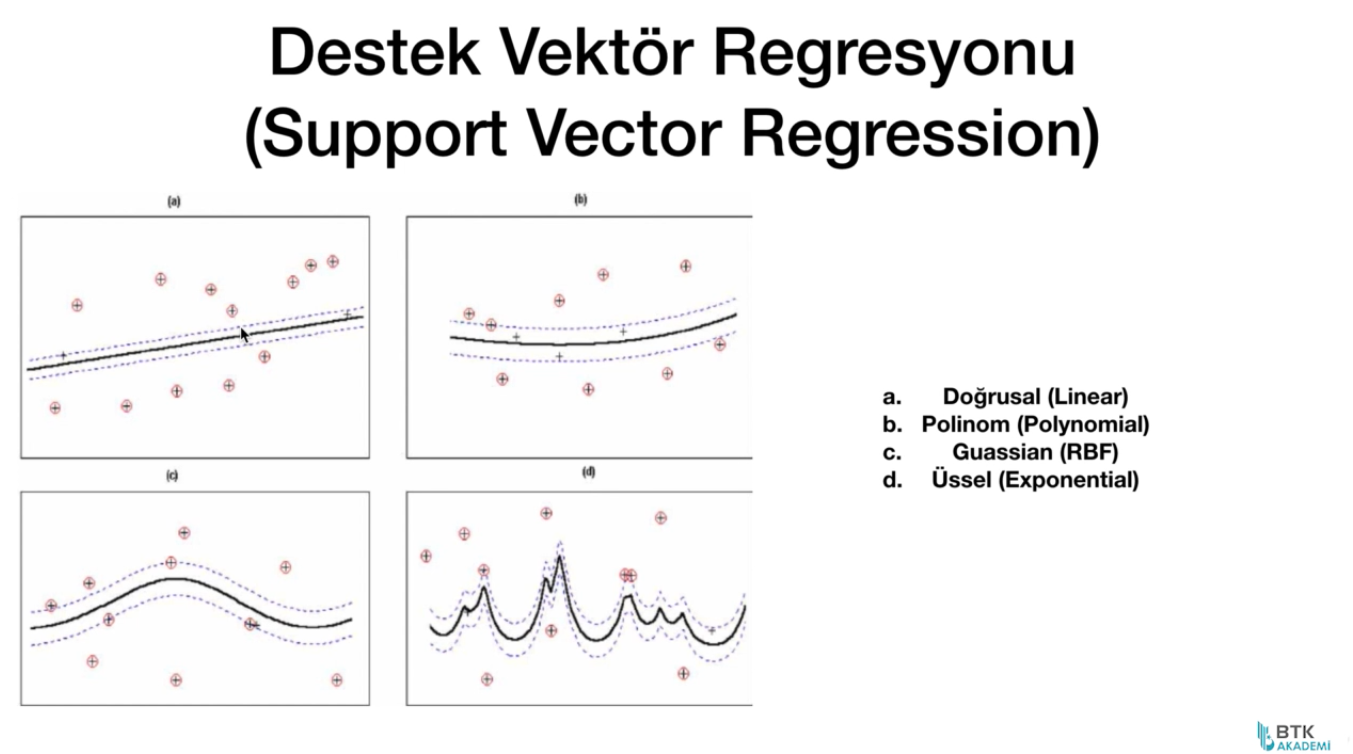 Destek Vektör Regresyonu
(Support Vector Regression)
(a)
(b)
(c)
(d)
a. Doğrusal (Linear)
b. Polinom (Polynomial)
c. Guassian (RBF)
d. Üssel (Exponential)
BTK
AKADEMİ